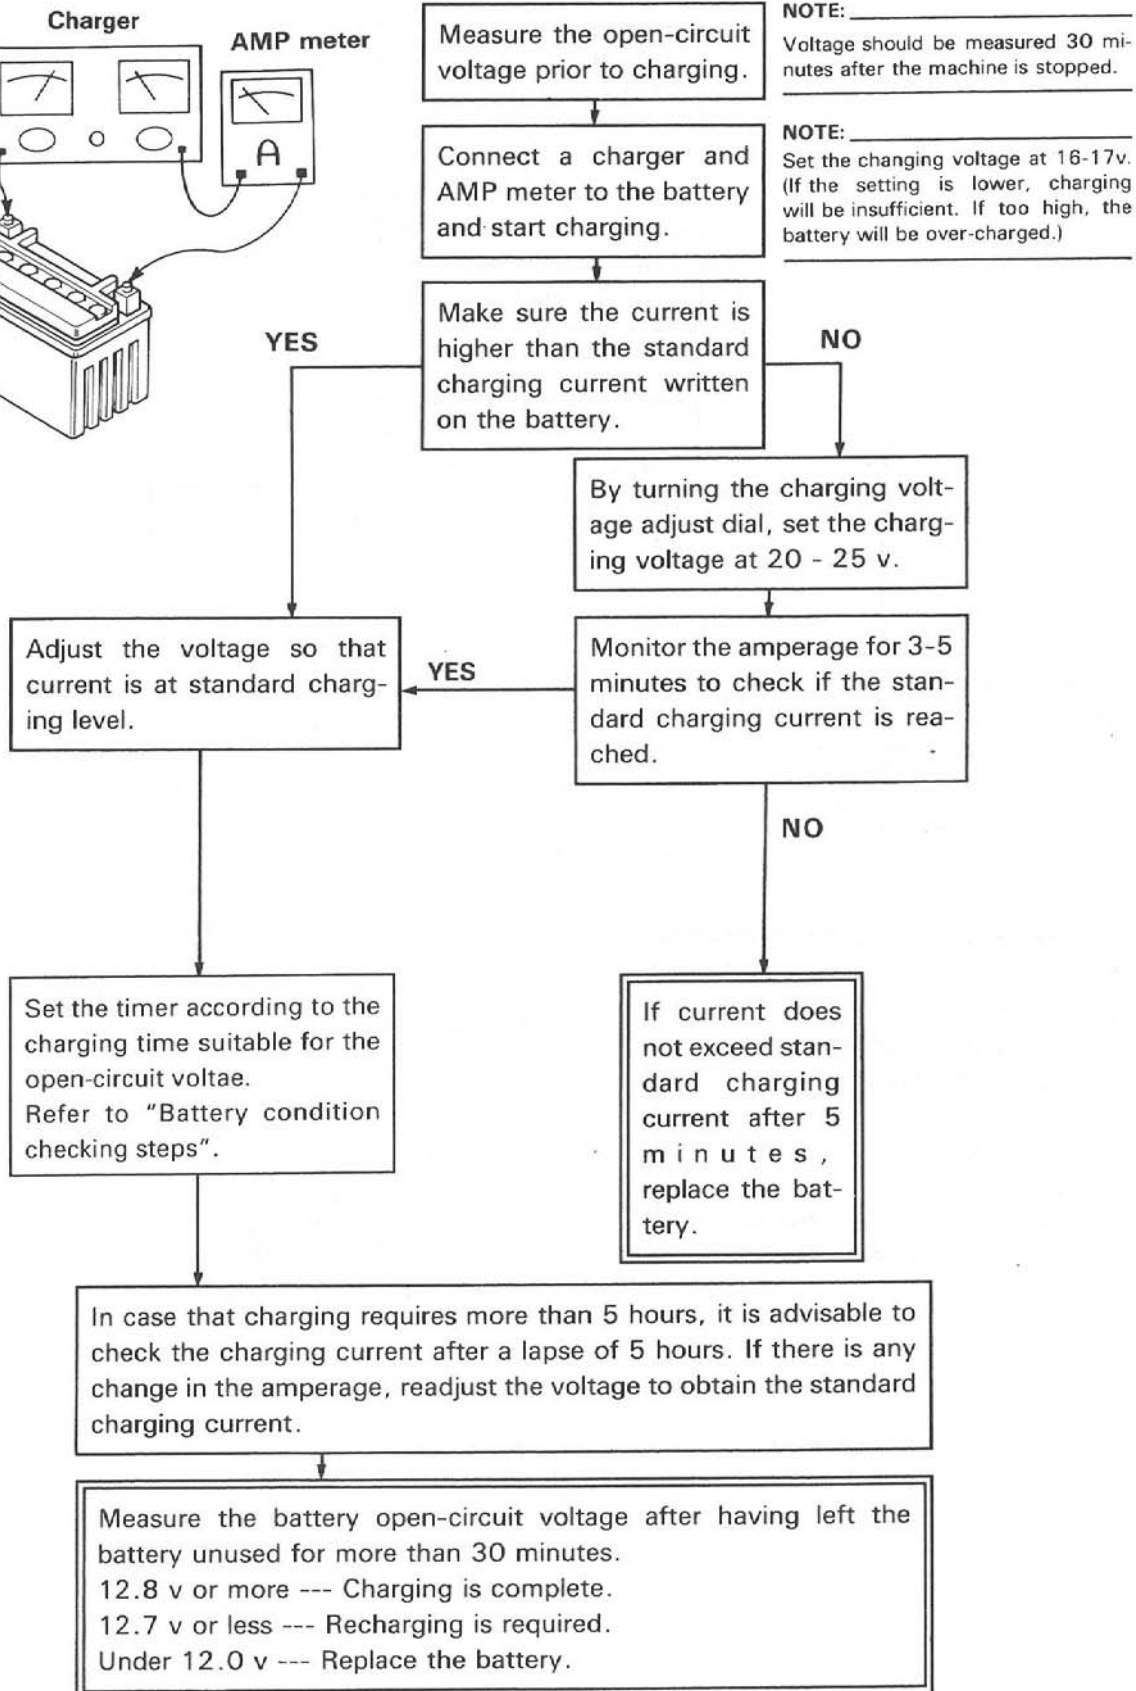 Charger
AMP meter
A
Measure the open-circuit
voltage prior to charging.
NOTE:
Voltage should be measured 30 mi-
nutes after the machine is stopped.
Connect a charger and
AMP meter to the battery
and start charging.
NOTE:
Set the changing voltage at 16-17v.
(If the setting is lower, charging
will be insufficient. If too high, the
battery will be over-charged.)
Make sure the current is
higher than the standard
charging current written
on the battery.
YES
NO
By turning the charging volt-
age adjust dial, set the charg-
ing voltage at 20 - 25 v.
Adjust the voltage so that
current is at standard charg-
ing level.
YES
Monitor the amperage for 3-5
minutes to check if the stan-
dard charging current is rea-
ched.
NO
Set the timer according to the
charging time suitable for the
open-circuit voltae.
Refer to "Battery condition
checking steps".
If current does
not exceed stan-
dard charging
current after 5
minutes,
replace the bat-
tery.
In case that charging requires more than 5 hours, it is advisable to
check the charging current after a lapse of 5 hours. If there is any
change in the amperage, readjust the voltage to obtain the standard
charging current.
Measure the battery open-circuit voltage after having left the
battery unused for more than 30 minutes.
12.8 v or more --- Charging is complete.
12.7 v or less --- Recharging is required.
Under 12.0 v --- Replace the battery.